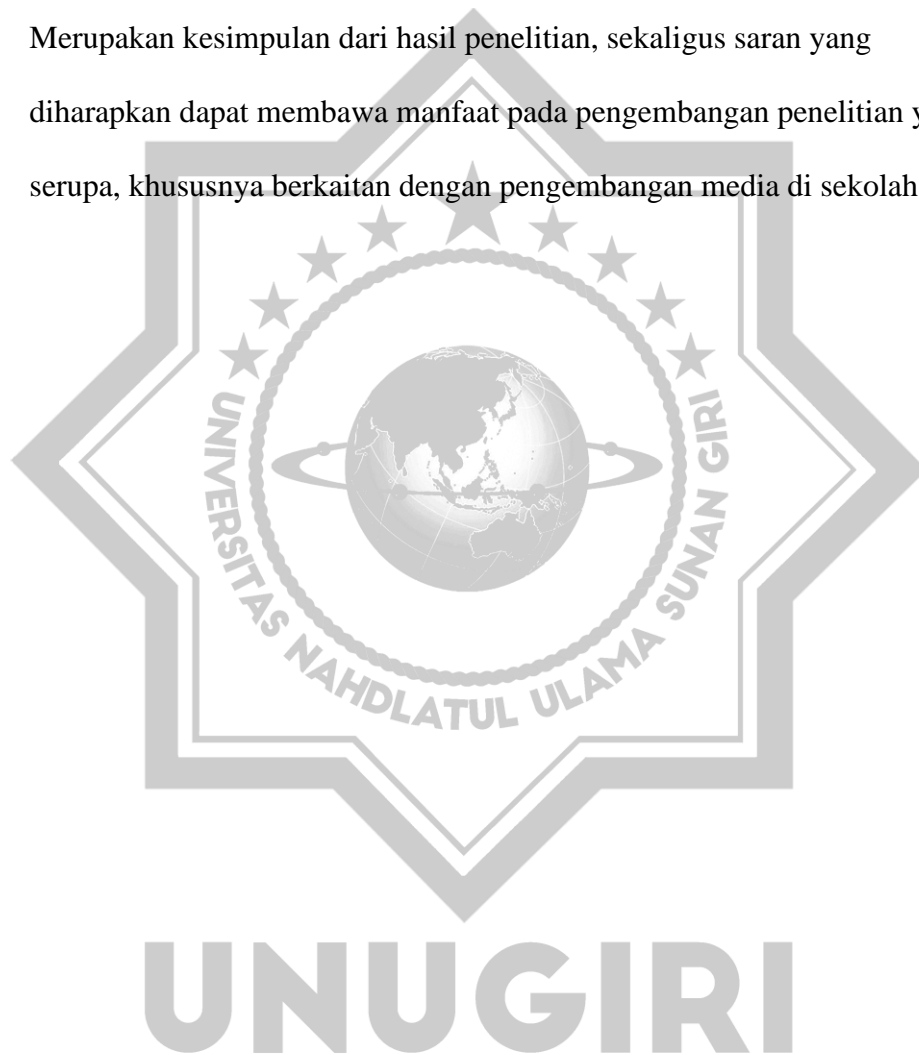 Merupakan kesimpulan dari hasil penelitian, sekaligus saran yang
diharapkan dapat membawa manfaat pada pengembangan penelitian y
serupa, khususnya berkaitan dengan pengembangan media di sekolah
UNIVERSITAS NAHDLATUL ULAMA SUNAN GIRI
UNUGIRI